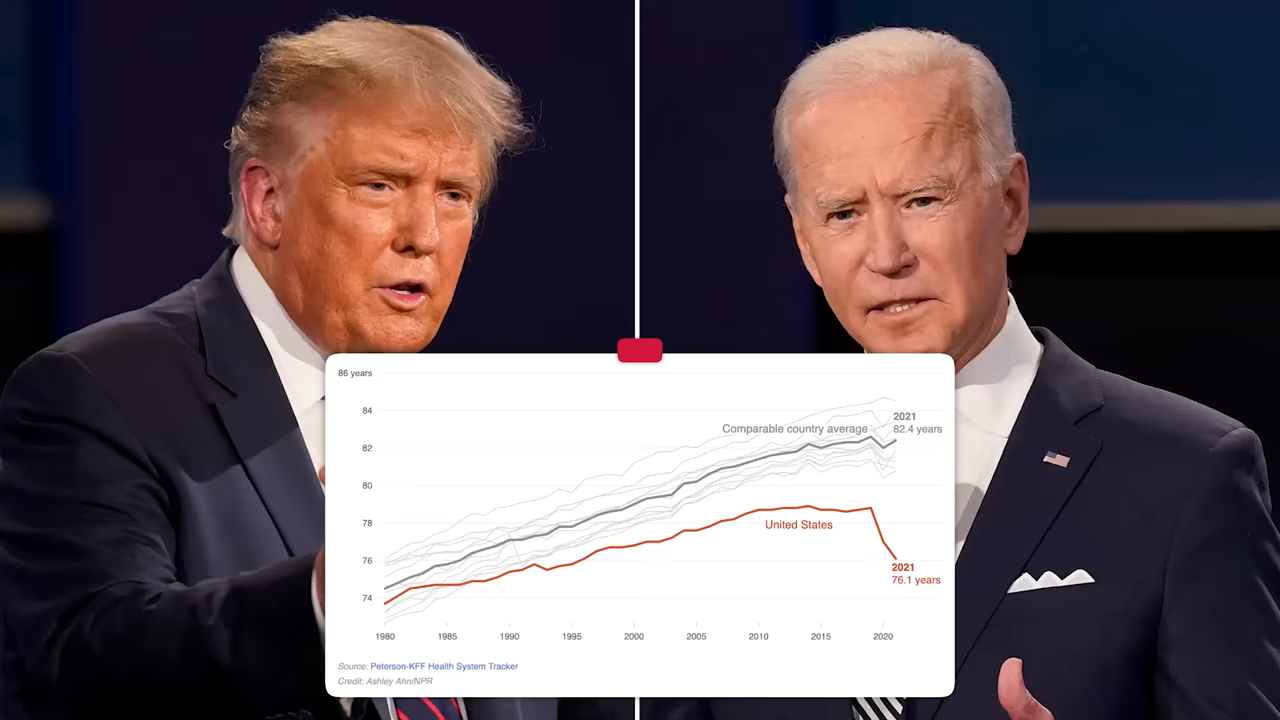 86 years
84
82
80
78
76
74
Comparable country average
2021
82.4 years
United States
2021
76.1 years
1980 1985 1990 1995 2000 2005 2010 2015 2020
Source: Peterson-KFF Health System Tracker
Credit: Ashley Ahn/NPR